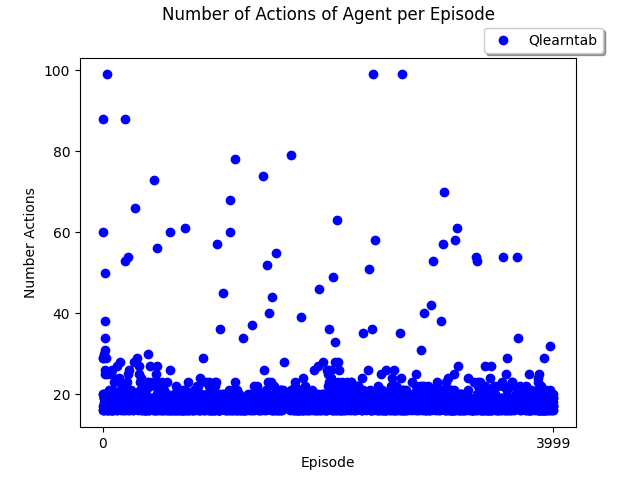 Number of Actions of Agent per Episode
Qlearntab
100
80
60
40
20
Number Actions
0
3999
Episode